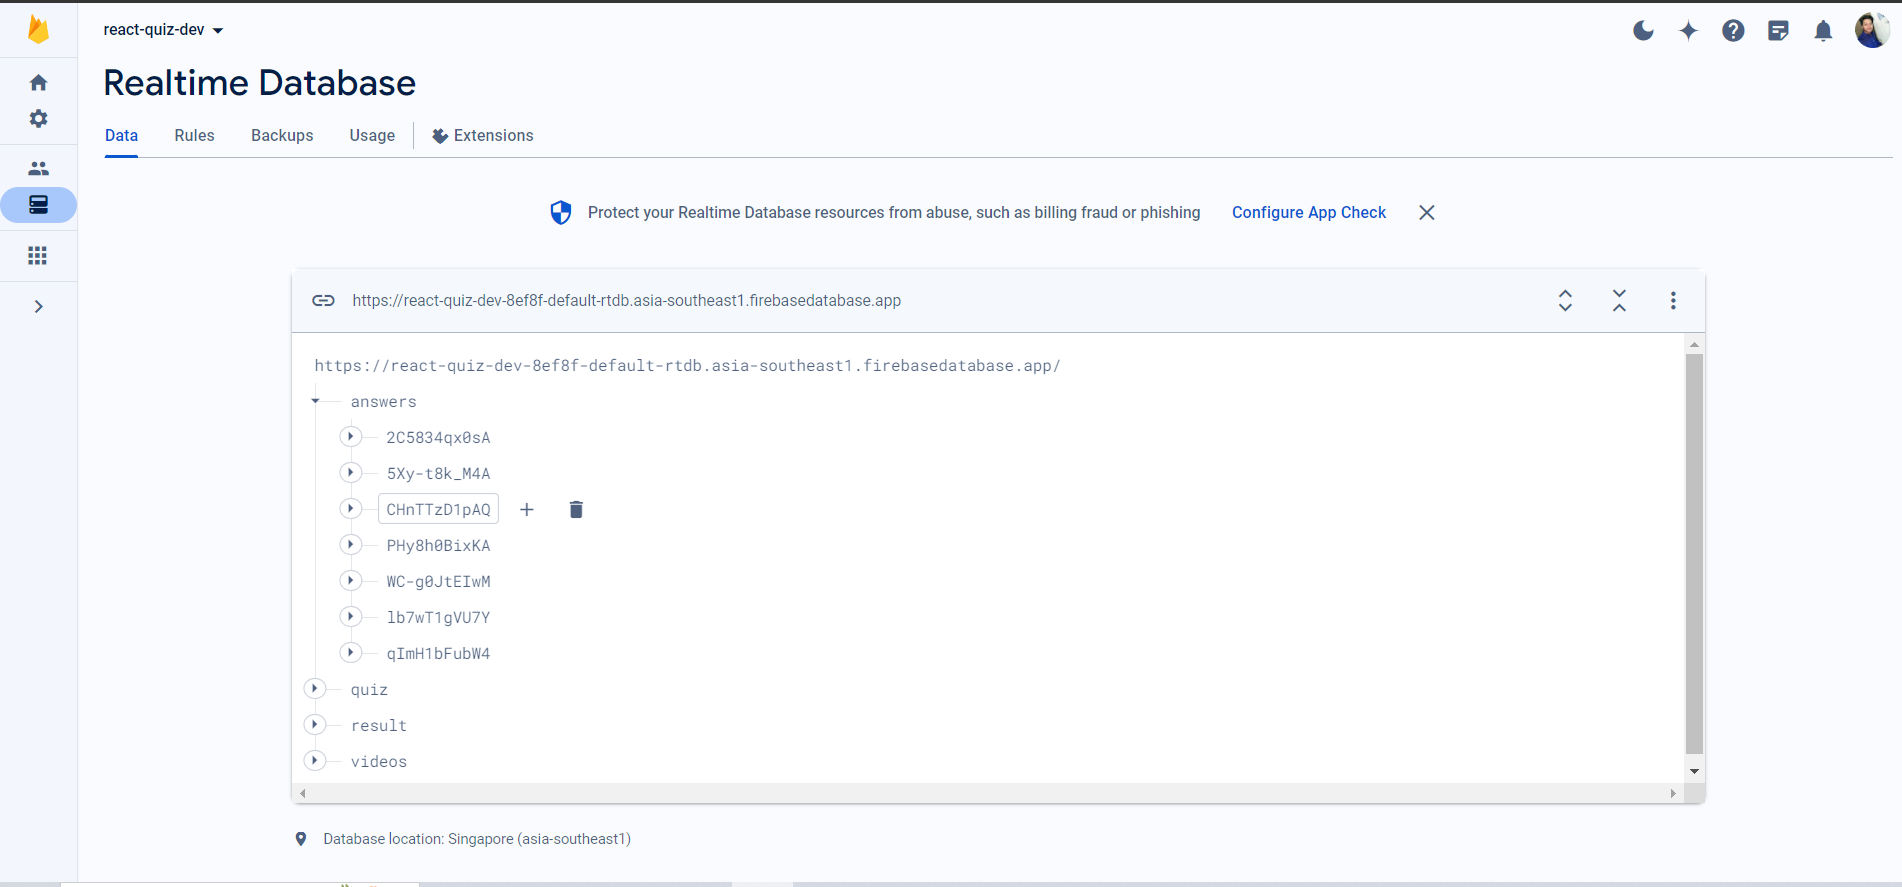 react-quiz-dev
Realtime Database
Data Rules Backups Usage Extensions
Protect your Realtime Database resources from abuse, such as billing fraud or phishing Configure App Check
https://react-quiz-dev-8ef8f-default-rtdb.asia-southeast1.firebasedatabase.app
https://react-quiz-dev-8ef8f-default-rtdb.asia-southeast1.firebasedatabase.app/
answers
2C5834qx0sA
5Xy-t8k_M4A
CHnTTzD1pAQ
PHy8h0BixKA
WC-g0JtEIwM
lb7wT1gVU7Y
qImH1bFubW4
quiz
result
videos
Database location: Singapore (asia-southeast1)